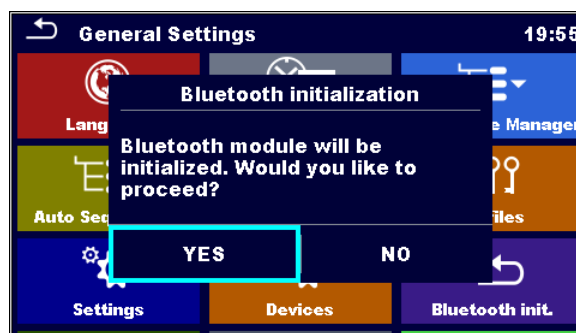 General Settings
19:55
Bluetooth initialization
Lang
e Manager
Bluetooth module will be
initialized. Would you like to
proceed?
Auto Seq
iles
YES
NO
Settings
Devices
Bluetooth init.